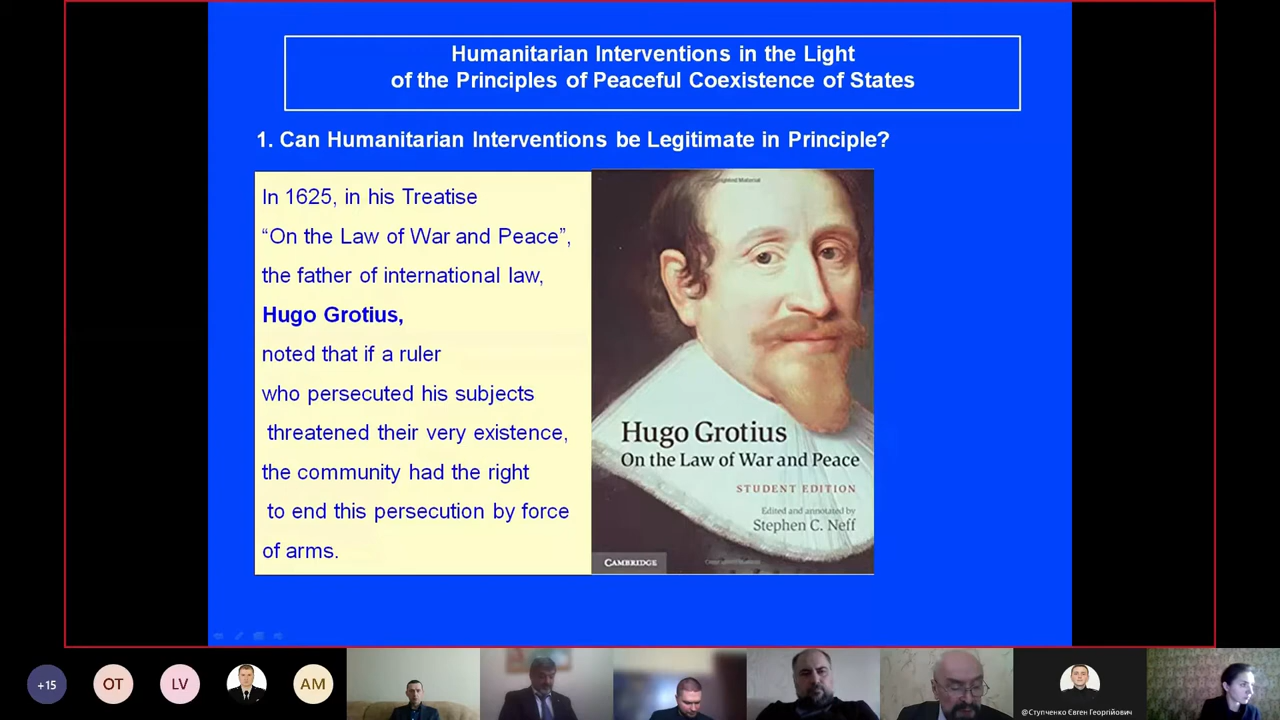 Humanitarian Interventions in the Light
of the Principles of Peaceful Coexistence of States
1. Can Humanitarian Interventions be Legitimate in Principle?
In 1625, in his Treatise
“On the Law of War and Peace”,
the father of international law,
Hugo Grotius,
noted that if a ruler
who persecuted his subjects
threatened their very existence,
the community had the right
to end this persecution by force
of arms.
Hugo Grotius
On the Law of War and Peace
STUDENT EDITION
Edited and annotated by
Stephen C. Neff
CAMBRIDGE
+15
OT
LV
AM
@Ступченко Євген Георгійович